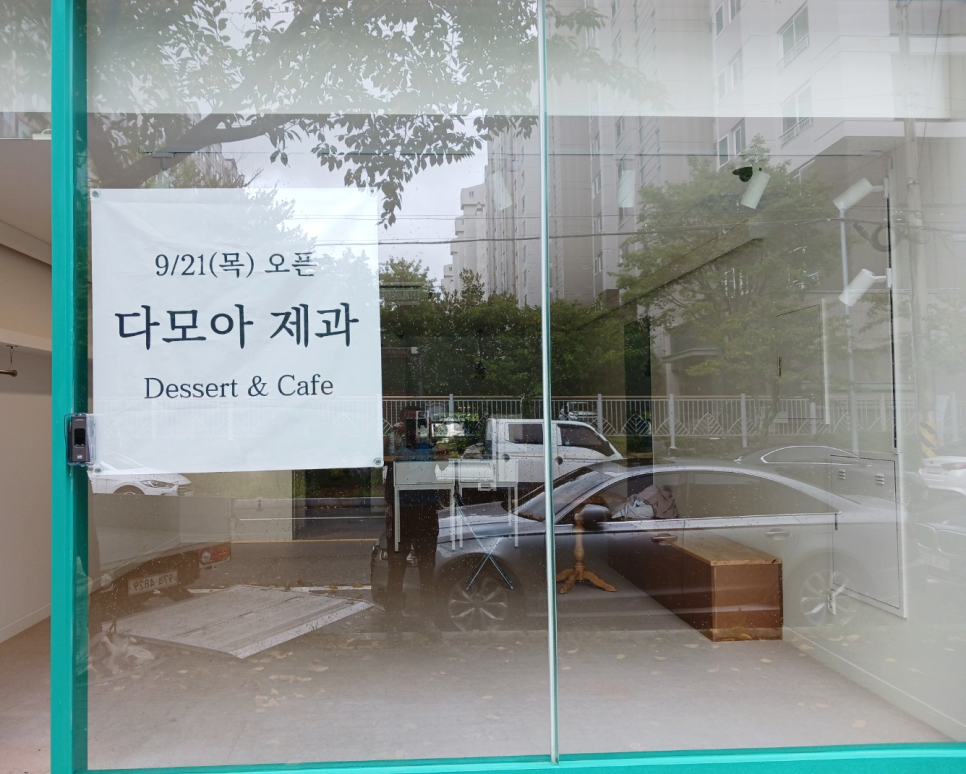 9/21(목) 오픈
다모아 제과
Dessert & Cafe